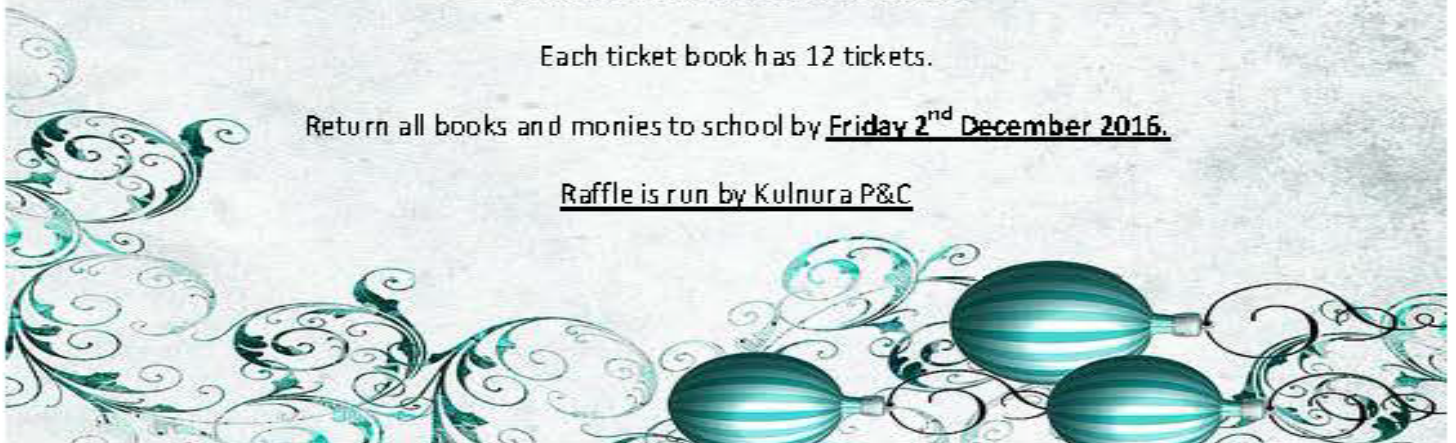 Each ticket book has 12 tickets.
Return all books and monies to school by Friday 2nd December 2016.
Raffle is run by Kulnura P&C